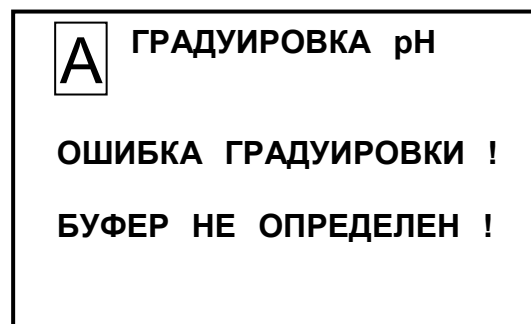 А ГРАДУИРОВКА pH
ОШИБКА ГРАДУИРОВКИ !
БУФЕР НЕ ОПРЕДЕЛЕН !